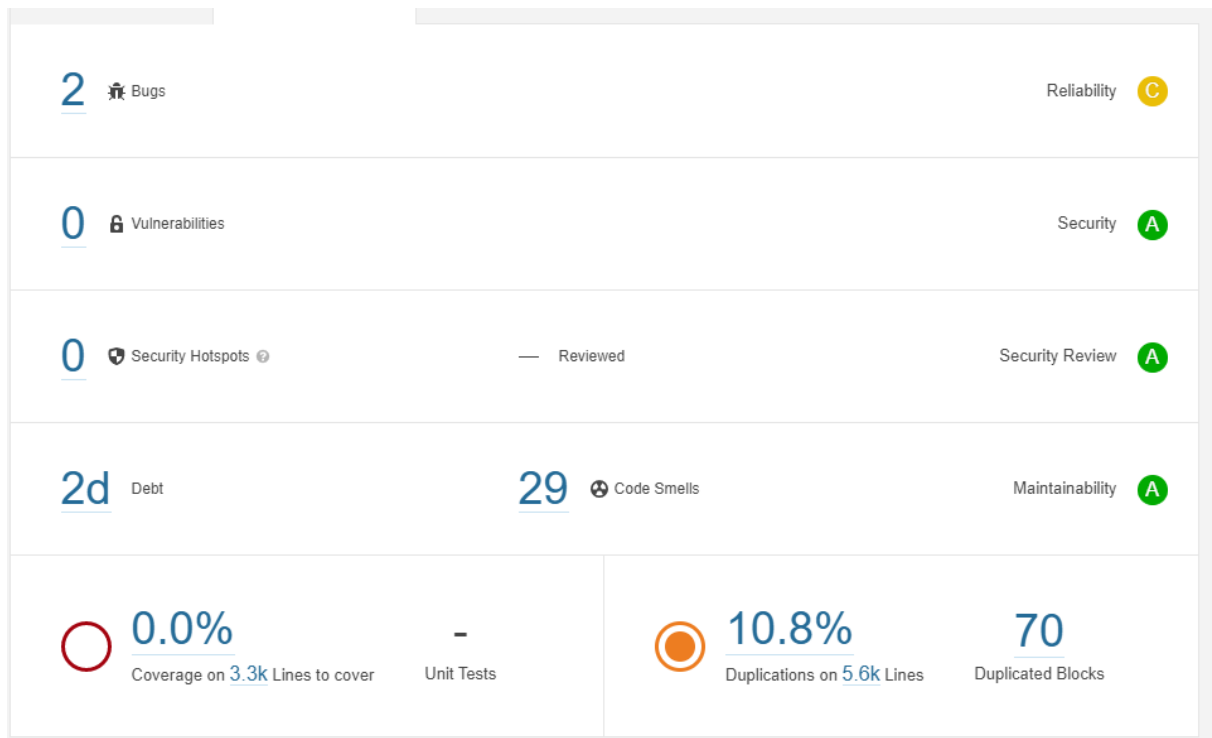 2 Bugs Reliability C
0 Vulnerabilities Security A
0 Security Hotspots ? — Reviewed Security Review A
2d Debt 29 Code Smells Maintainability A
0.0% - 10.8% 70
Coverage on 3.3k Lines to cover Unit Tests Duplications on 5.6k Lines Duplicated Blocks